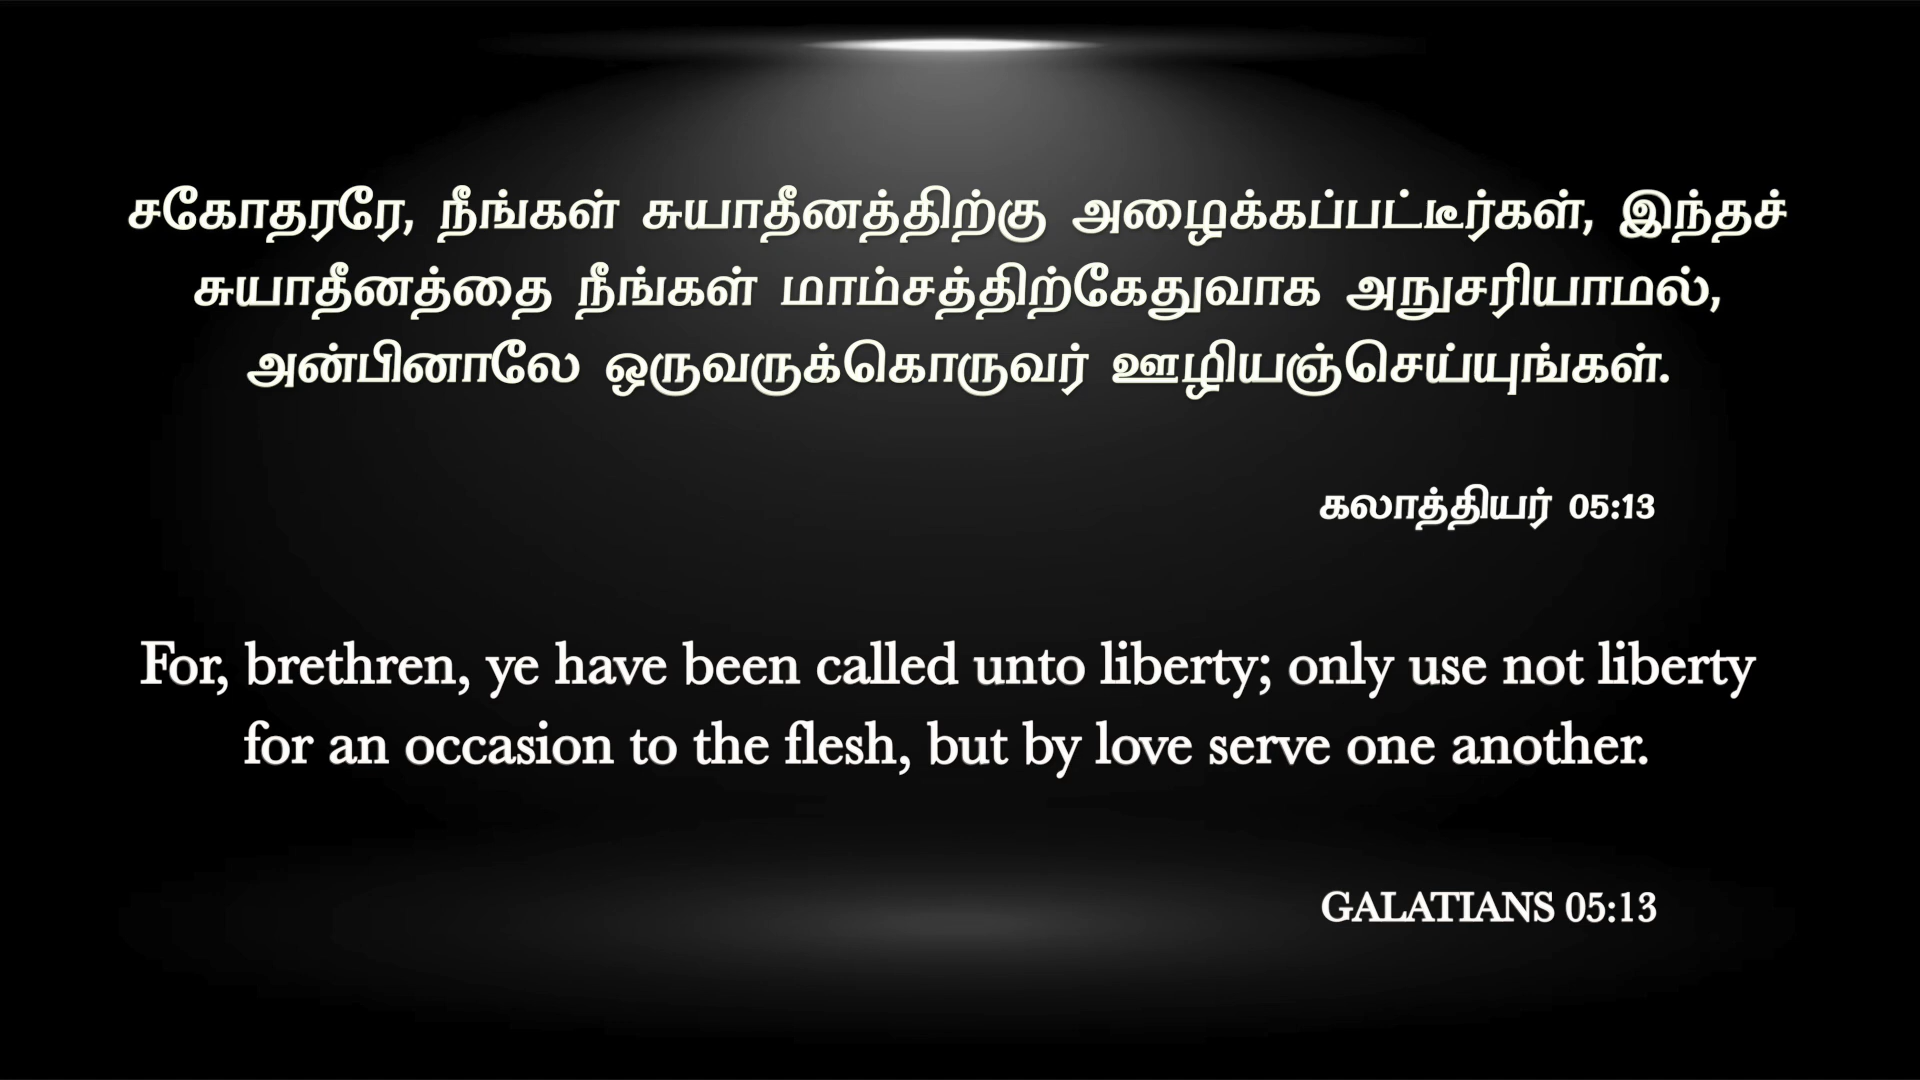 சகோதரரே, நீங்கள் சுயாதீனத்திற்கு அழைக்கப்பட்டீர்கள், இந்தச்
சுயாதீனத்தை நீங்கள் மாம்சத்திற்கேதுவாக அநுசரியாமல்,
அன்பினாலே ஒருவருக்கொருவர் ஊழியஞ்செய்யுங்கள்.
கலாத்தியர் 05:13
For, brethren, ye have been called unto liberty; only use not liberty
for an occasion to the flesh, but by love serve one another.
GALATIANS 05:13